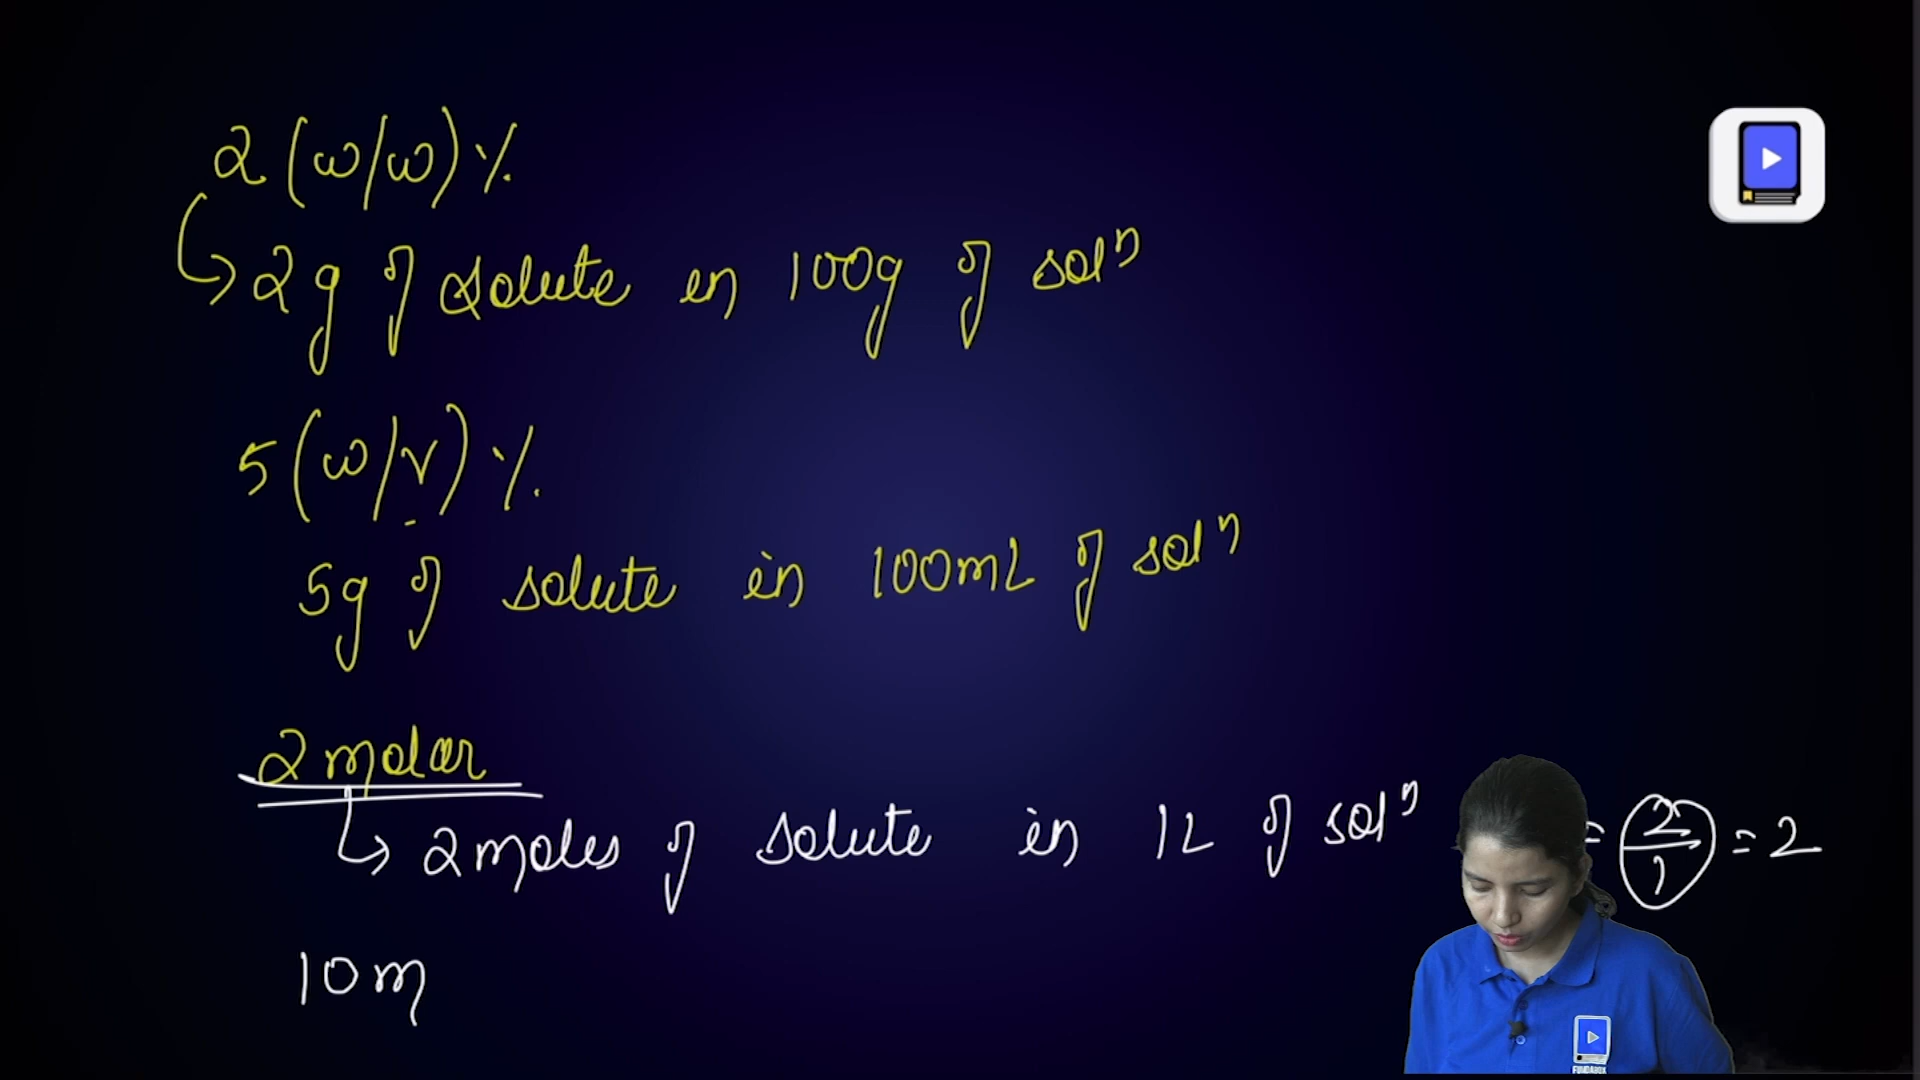 2 (w/w) %
2g of solute in 100g of solⁿ
5 (w/v) %.
5g of solute in 100mL of solⁿ
2 molar
2 moles of solute in 1L of solⁿ = 2/1 = 2
10 m
FUNDABOX